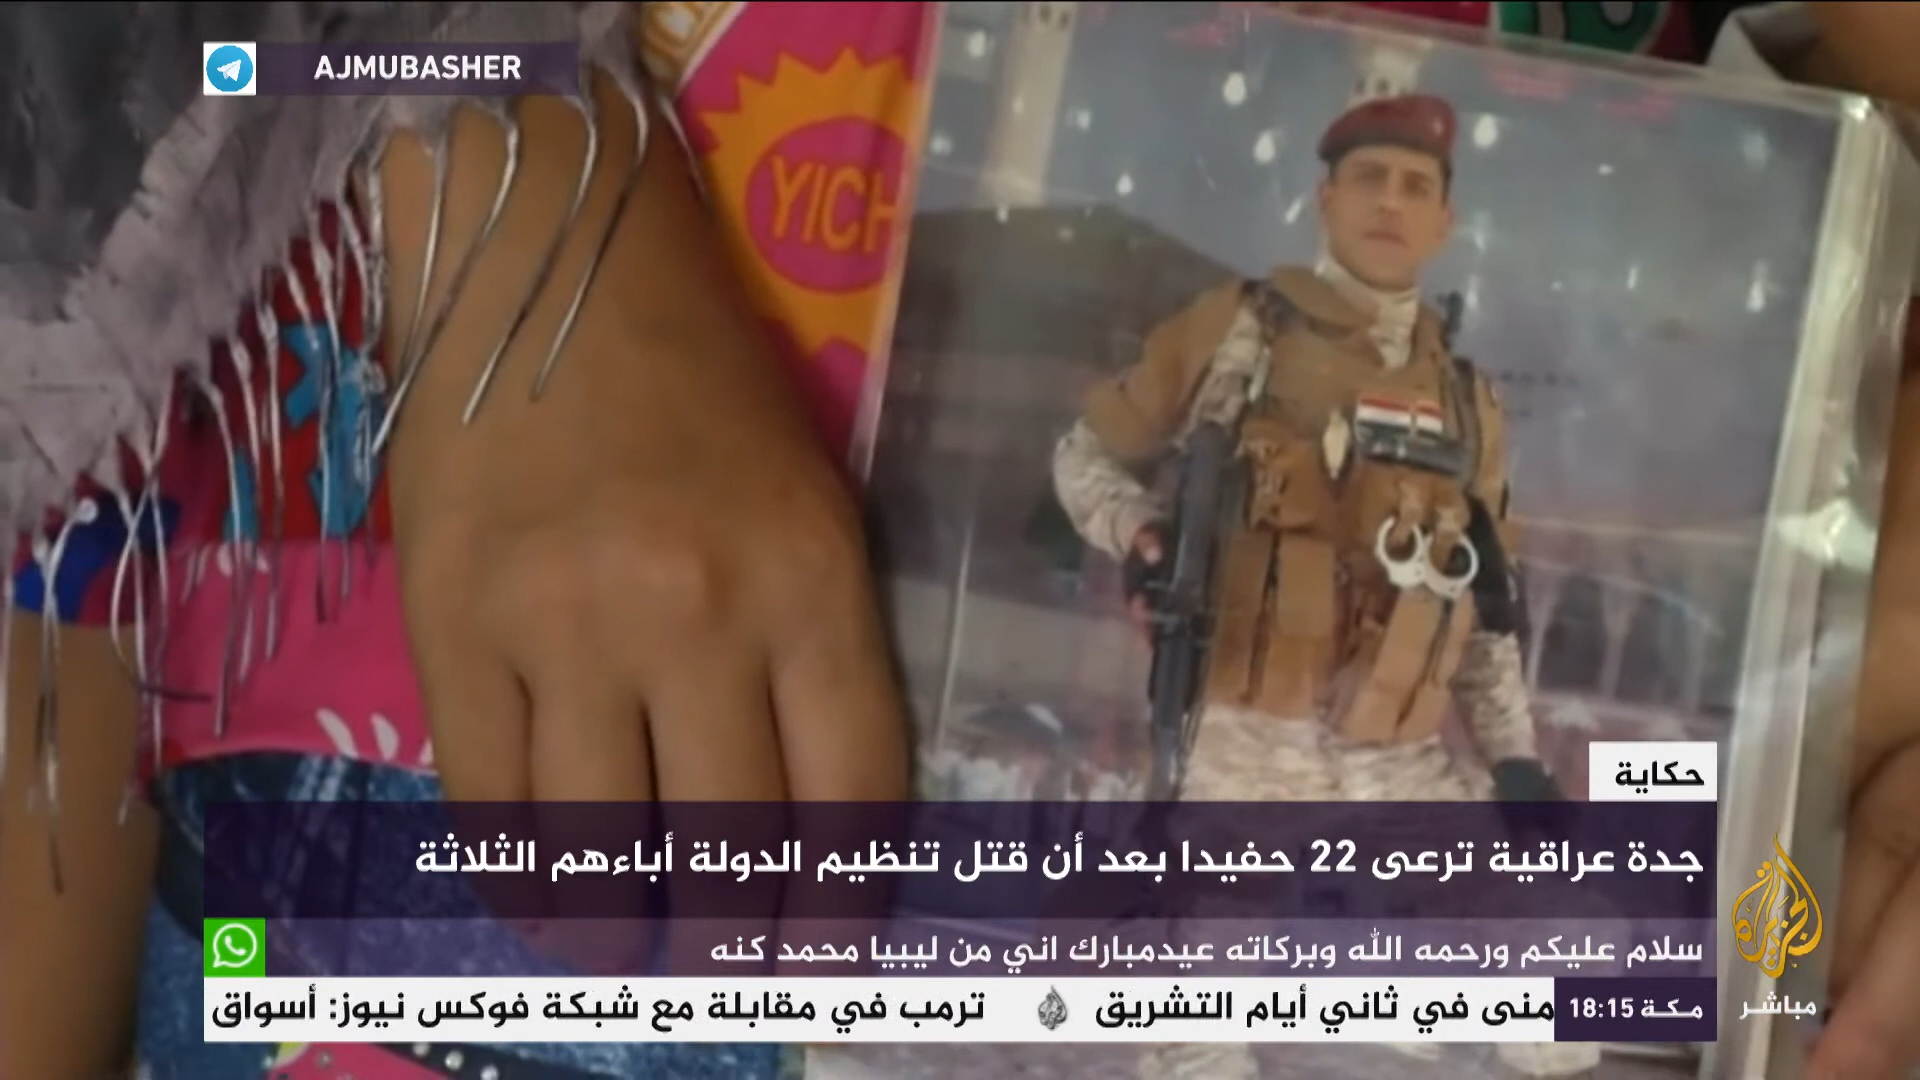 AJMUBASHER
YICH
حكاية
جدة عراقية ترعى 22 حفيدا بعد أن قتل تنظيم الدولة أباءهم الثلاثة
سلام عليكم ورحمه الله وبركاته عيدمبارك اني من ليبيا محمد كنه
مكة 18:15
منى في ثاني أيام التشريق
ترمب في مقابلة مع شبكة فوكس نيوز: أسواق
الجزيرة
مباشر